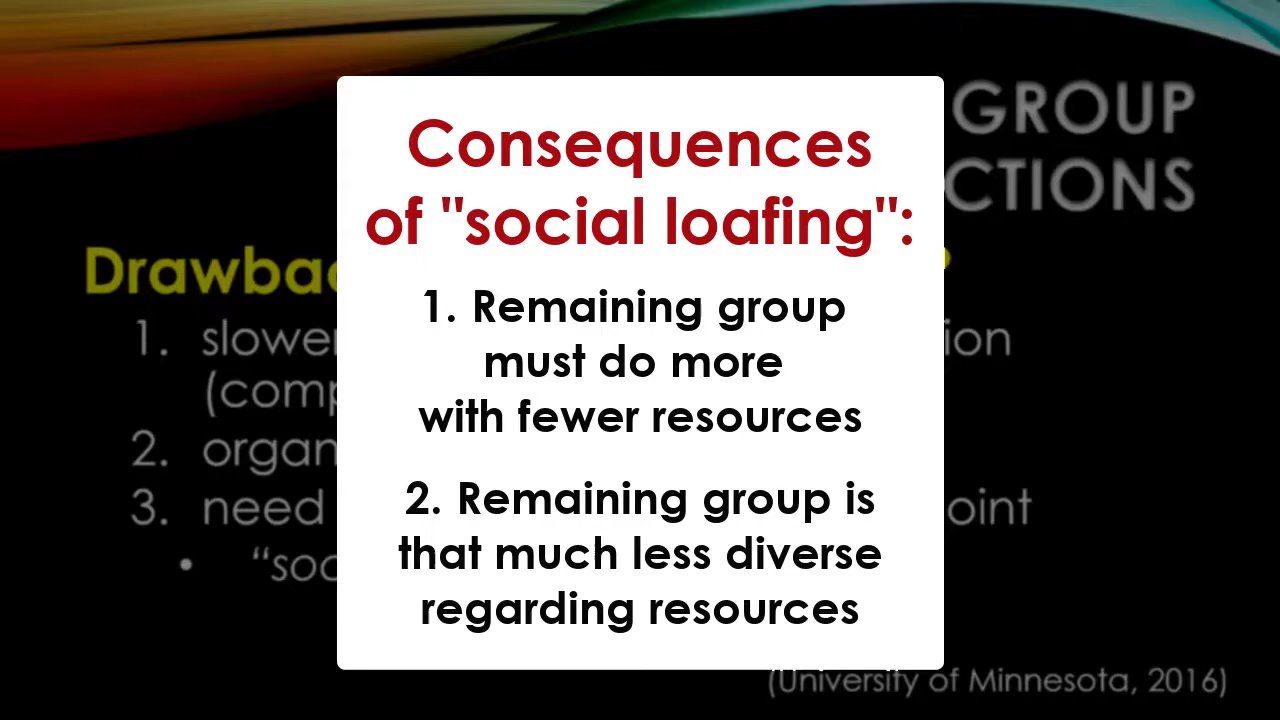 GROUP
CTIONS
Consequences
of "social loafing":
1. Remaining group
must do more
with fewer resources
2. Remaining group is
that much less diverse
regarding resources
Drawba
1. slower
ion
(comp
2. organ
3. need
oint
• “soc
(University of Minnesota, 2016)